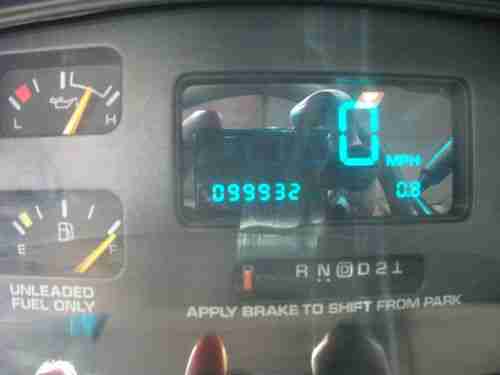 L H
0
MPH
099932 0.8
E F
UNLEADED
FUEL ONLY
R N D D 2 1
APPLY BRAKE TO SHIFT FROM PARK